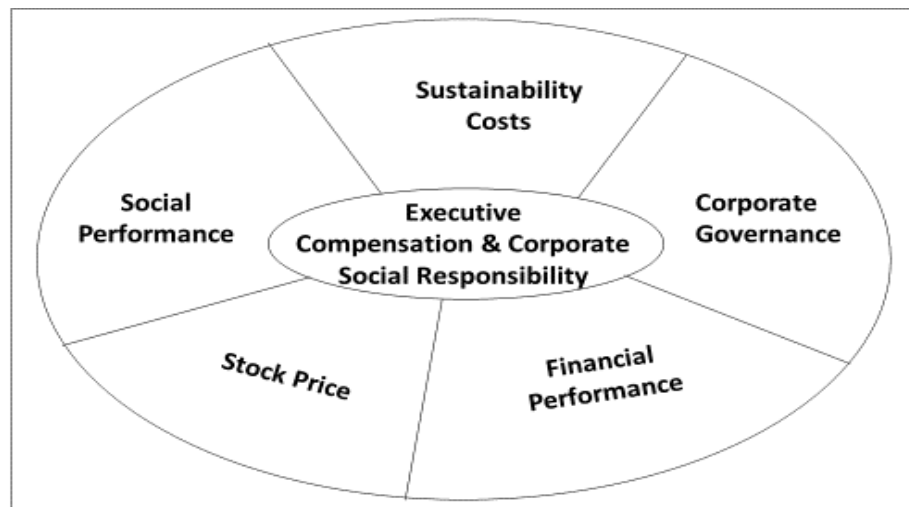 Sustainability
Costs
Social
Performance
Executive
Compensation & Corporate
Social Responsibility
Corporate
Governance
Stock Price
Financial
Performance